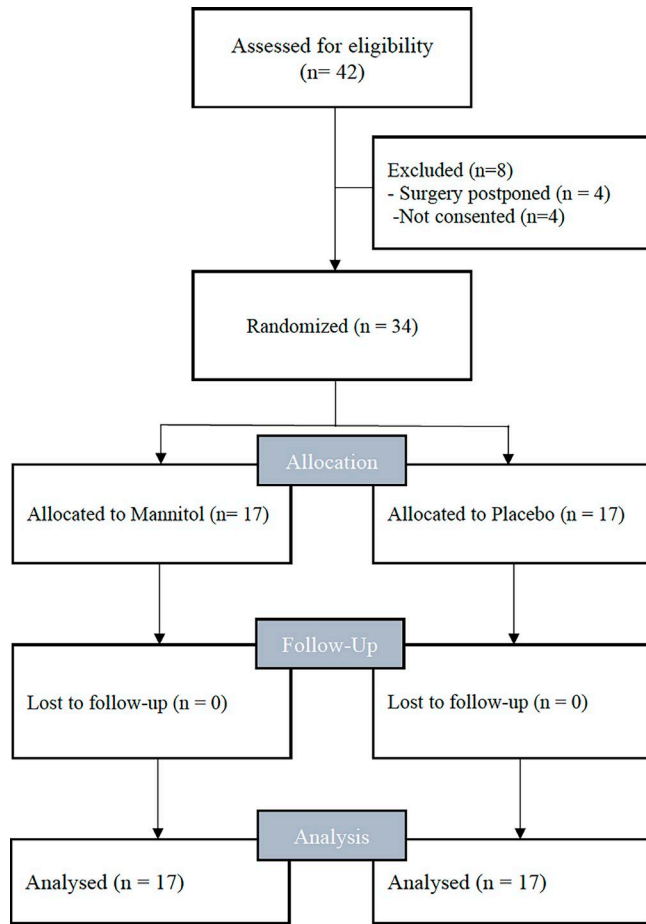 Assessed for eligibility
(n= 42)
Excluded (n=8)
- Surgery postponed (n = 4)
-Not consented (n=4)
Randomized (n = 34)
Allocation
Allocated to Mannitol (n= 17)
Allocated to Placebo (n = 17)
Follow-Up
Lost to follow-up (n = 0)
Lost to follow-up (n = 0)
Analysis
Analysed (n = 17)
Analysed (n = 17)